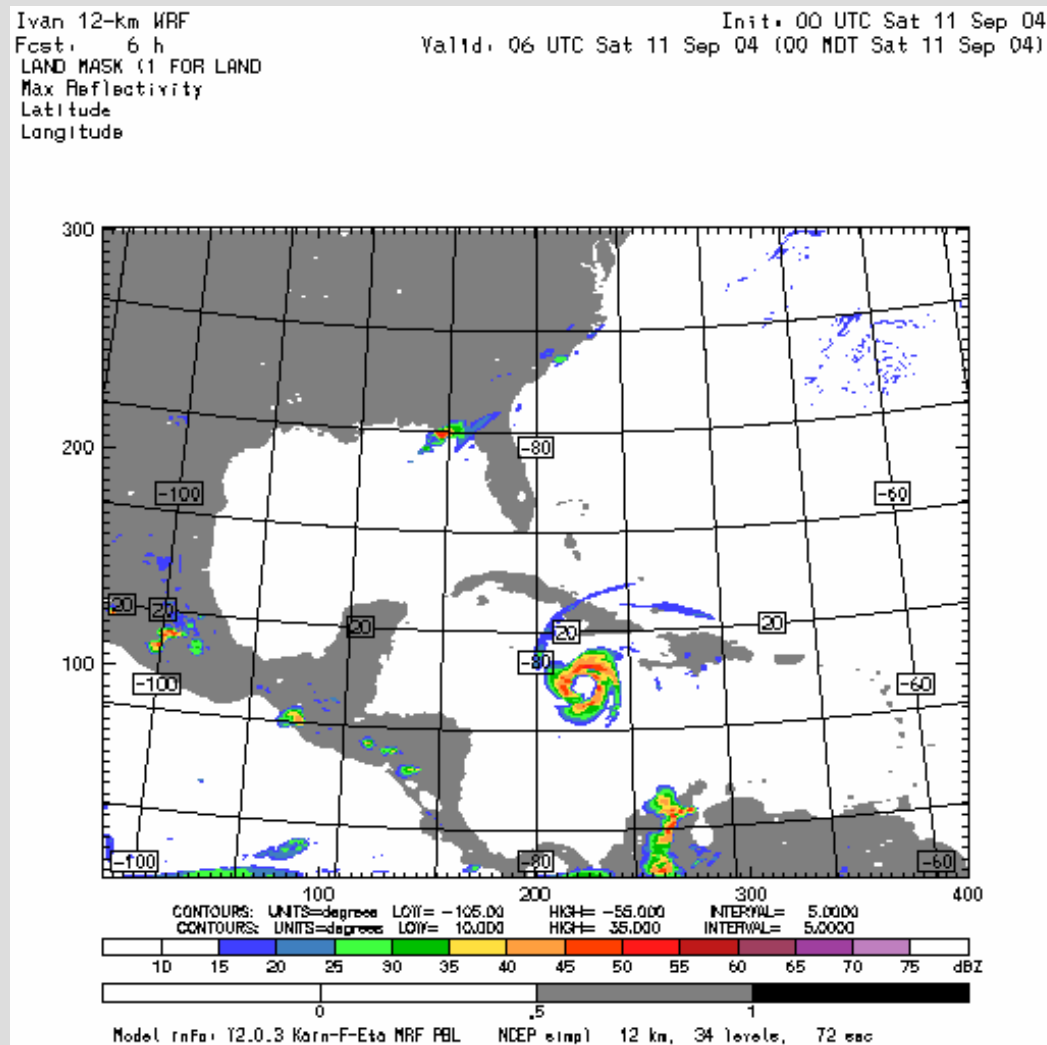 Ivan 12-km WRF Init: 00 UTC Sat 11 Sep 04
Fcst: 6 h Valid: 06 UTC Sat 11 Sep 04 (00 MDT Sat 11 Sep 04)
LAND MASK (1 FOR LAND
Max Reflectivity
Latitude
Longitude
300
200
-80
-100
-60
20 20 20 20 20
100
-80
-100
-60
-100
-80
-60
100 200 300 400
CONTOURS: UNITS=degrees LOW= -105.00 HIGH= -55.000 INTERVAL= 5.0000
CONTOURS: UNITS=degrees LOW= 10.000 HIGH= 35.000 INTERVAL= 5.0000
10 15 20 25 30 35 40 45 50 55 60 65 70 75 dBZ
0 .5 1
Model info: V2.0.3 Karn-F-Eta MRF PBL NCEP simpl 12 km, 34 levels, 72 sec